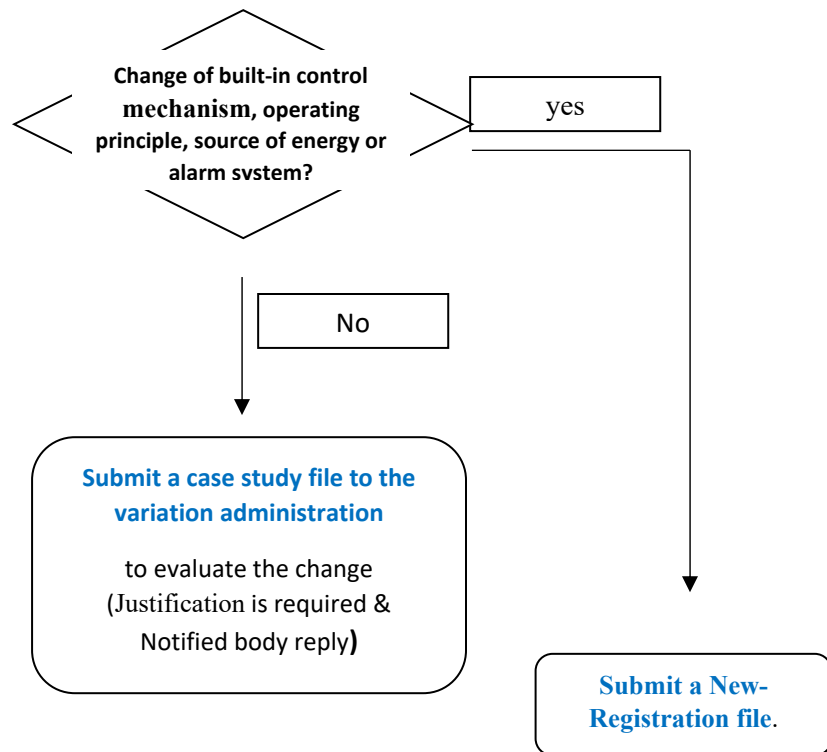 Change of built-in control
mechanism, operating
principle, source of energy or
alarm system?
yes
No
Submit a case study file to the
variation administration
to evaluate the change
(Justification is required &
Notified body reply)
Submit a New-
Registration file.